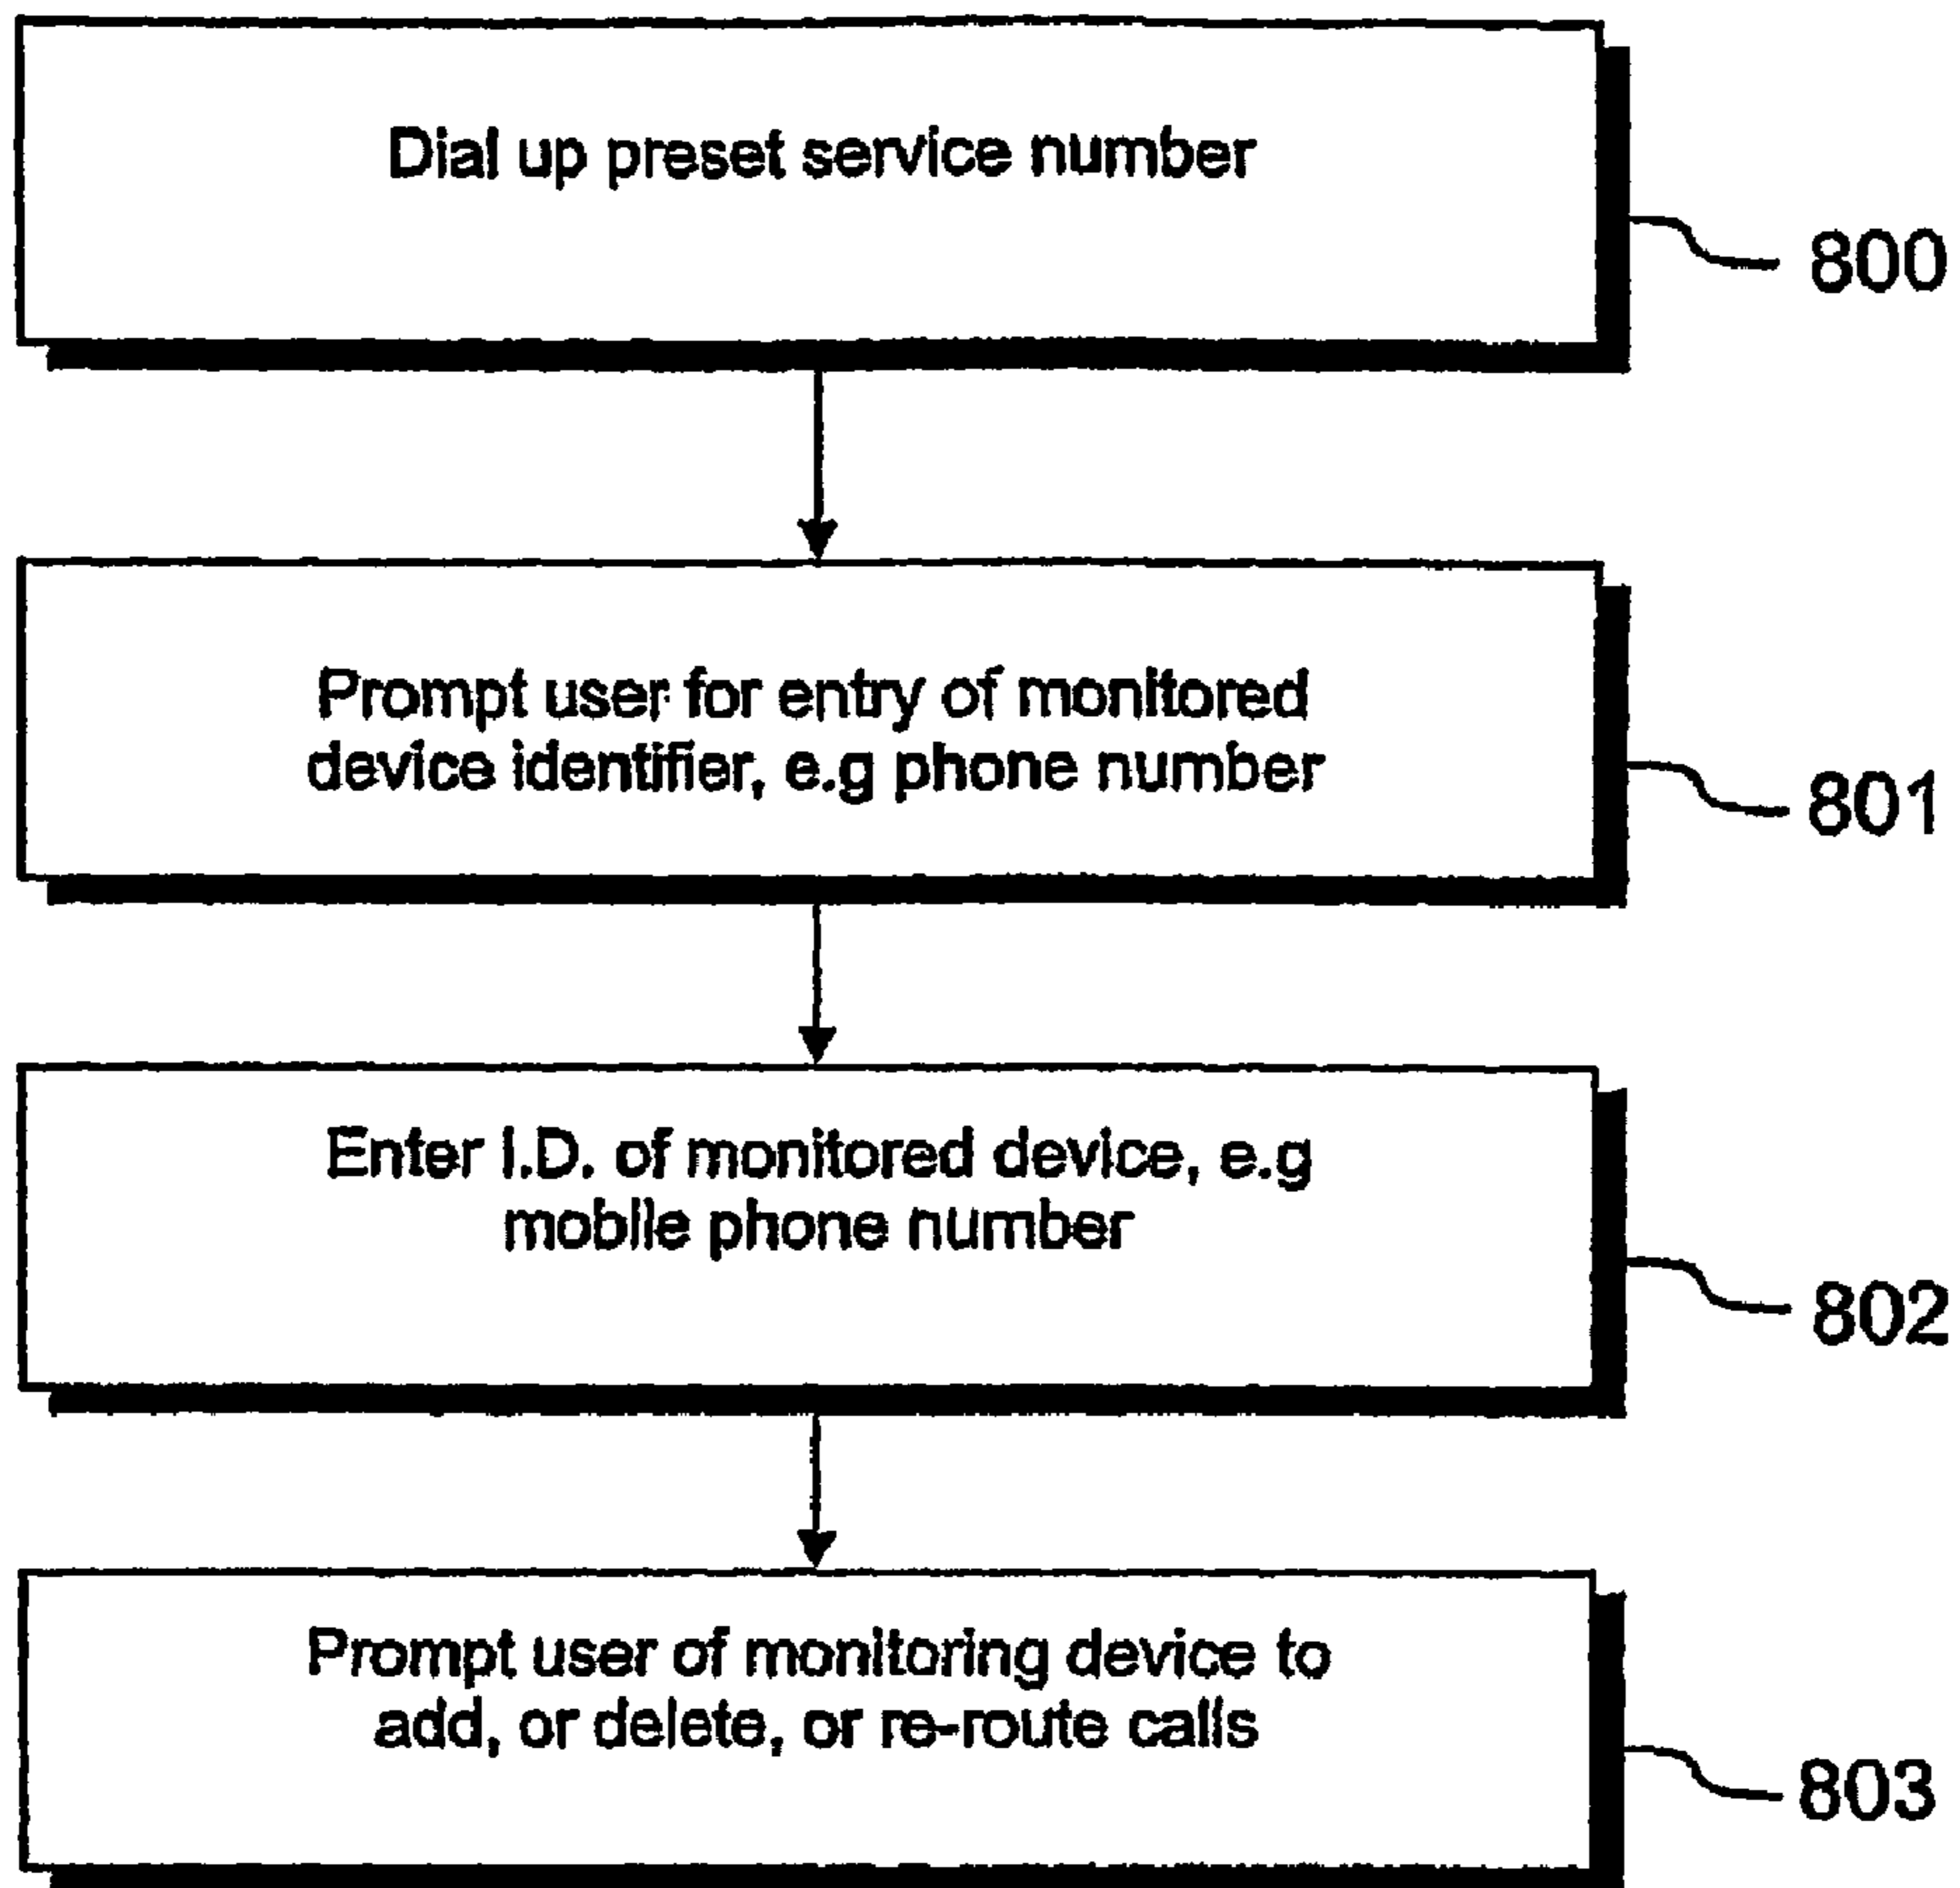 Dial up preset service number
800
Prompt user for entry of monitored
device identifier, e.g phone number
801
Enter I.D. of monitored device, e.g
mobile phone number
802
Prompt user of monitoring device to
add, or delete, or re-route calls
803